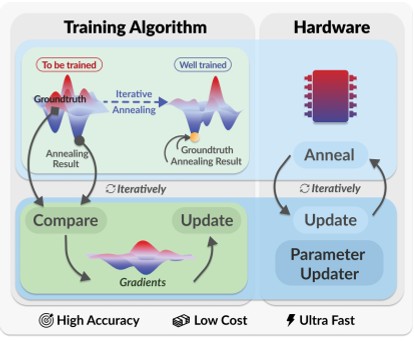 Training Algorithm
Hardware
To be trained
Well trained
Groundtruth
Iterative
Annealing
Annealing
Result
Groundtruth
Annealing Result
Anneal
Iteratively
Iteratively
Compare
Update
Update
Gradients
Parameter
Updater
High Accuracy
Low Cost
Ultra Fast